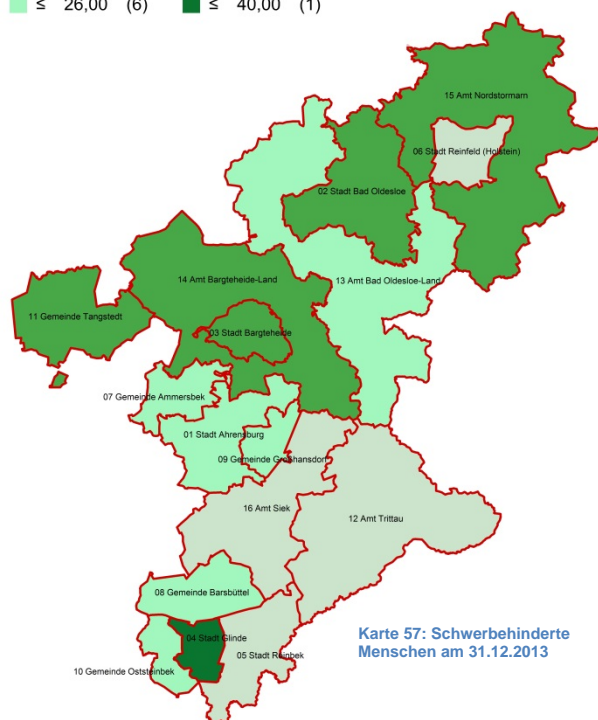 ≤ 26,00 (6) ≤ 40,00 (1)
15 Amt Nordstormarn
06 Stadt Reinfeld (Holstein)
02 Stadt Bad Oldesloe
14 Amt Bargteheide-Land
13 Amt Bad Oldesloe-Land
11 Gemeinde Tangstedt
03 Stadt Bargteheide
07 Gemeinde Ammersbek
01 Stadt Ahrensburg
09 Gemeinde Großhansdorf
16 Amt Siek
12 Amt Trittau
08 Gemeinde Barsbüttel
04 Stadt Glinde
05 Stadt Reinbek
10 Gemeinde Oststeinbek
Karte 57: Schwerbehinderte
Menschen am 31.12.2013